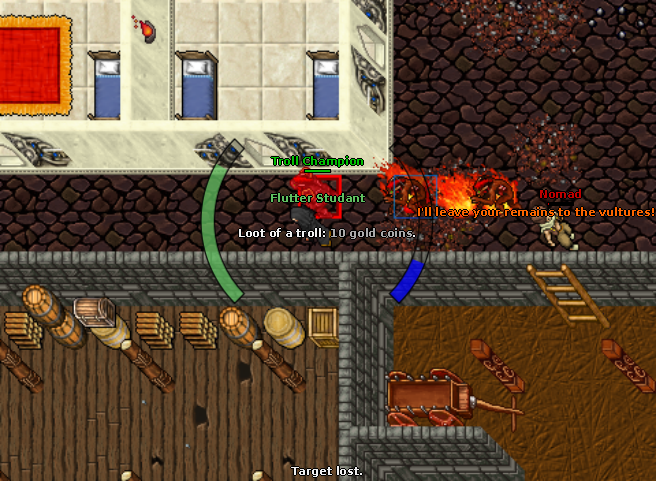 Troll Champion
Nomad
Flutter Studant
I'll leave your remains to the vultures!
Loot of a troll: 10 gold coins.
Target lost.